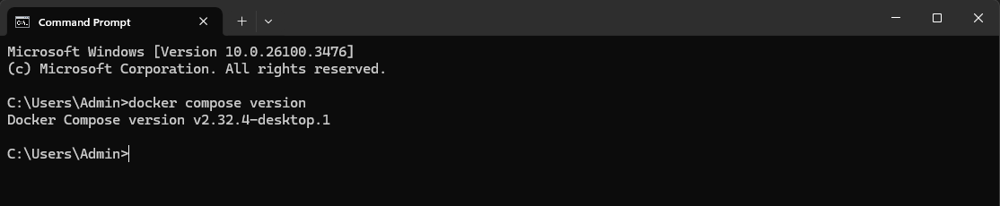 Command Prompt
Microsoft Windows [Version 10.0.26100.3476]
(c) Microsoft Corporation. All rights reserved.
C:\Users\Admin>docker compose version
Docker Compose version v2.32.4-desktop.1
C:\Users\Admin>